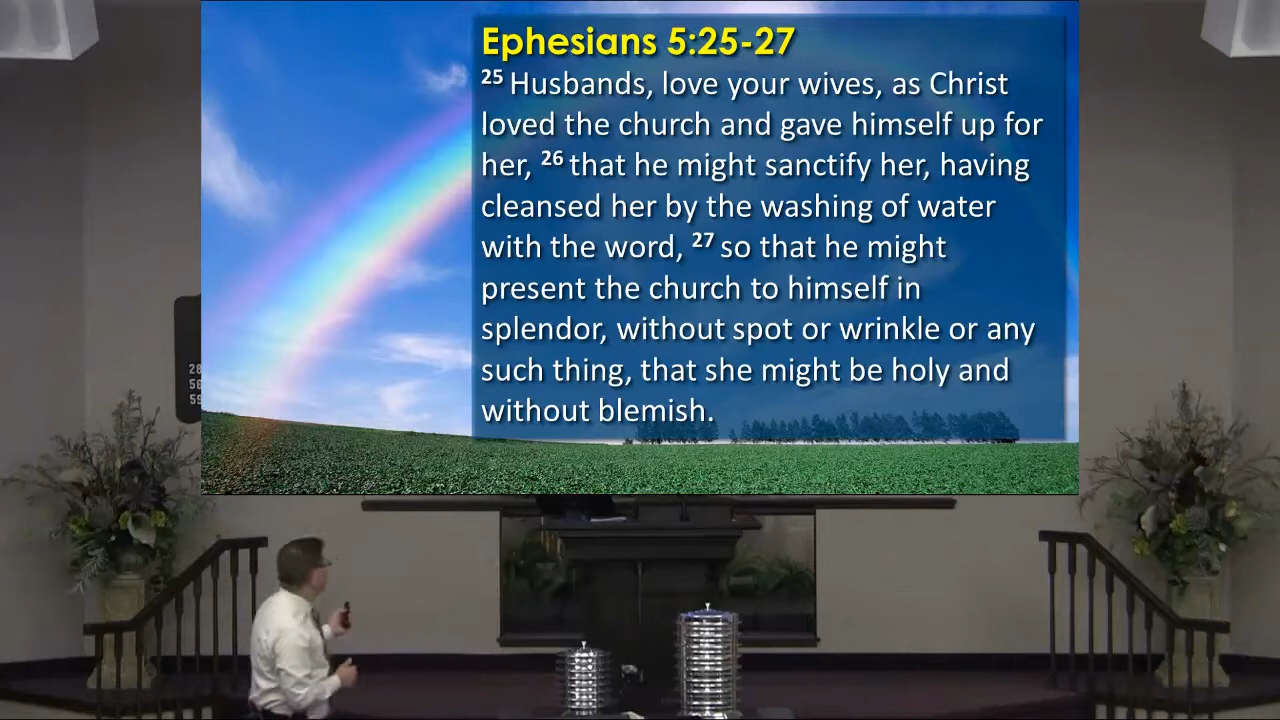 Ephesians 5:25-27
25 Husbands, love your wives, as Christ
loved the church and gave himself up for
her, 26 that he might sanctify her, having
cleansed her by the washing of water
with the word, 27 so that he might
present the church to himself in
splendor, without spot or wrinkle or any
such thing, that she might be holy and
without blemish.
28